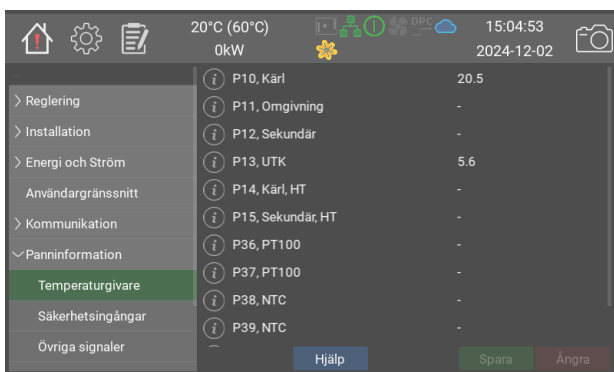 20°C (60°C)
0kW
DPC
15:04:53
2024-12-02
Reglering
Installation
Energi och Ström
Användargränssnitt
Kommunikation
Panninformation
Temperaturgivare
Säkerhetsingångar
Övriga signaler
P10, Kärl 20.5
P11, Omgivning -
P12, Sekundär -
P13, UTK 5.6
P14, Kärl, HT -
P15, Sekundär, HT -
P36, PT100 -
P37, PT100 -
P38, NTC -
P39, NTC -
Hjälp
Spara
Ångra